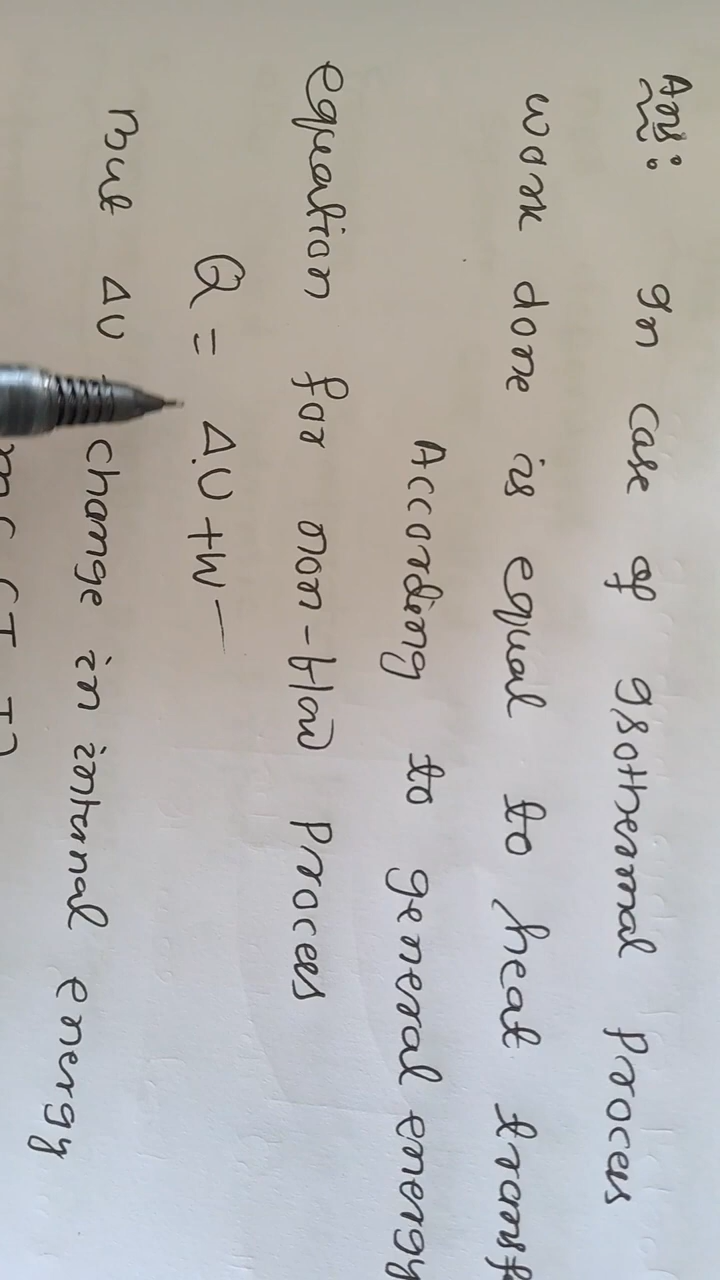 Ans: In case of Isothermal process
work done is equal to heat transf
According to general energy
equation for non-flow process
Q = ΔU + W —
But ΔU change in internal energy